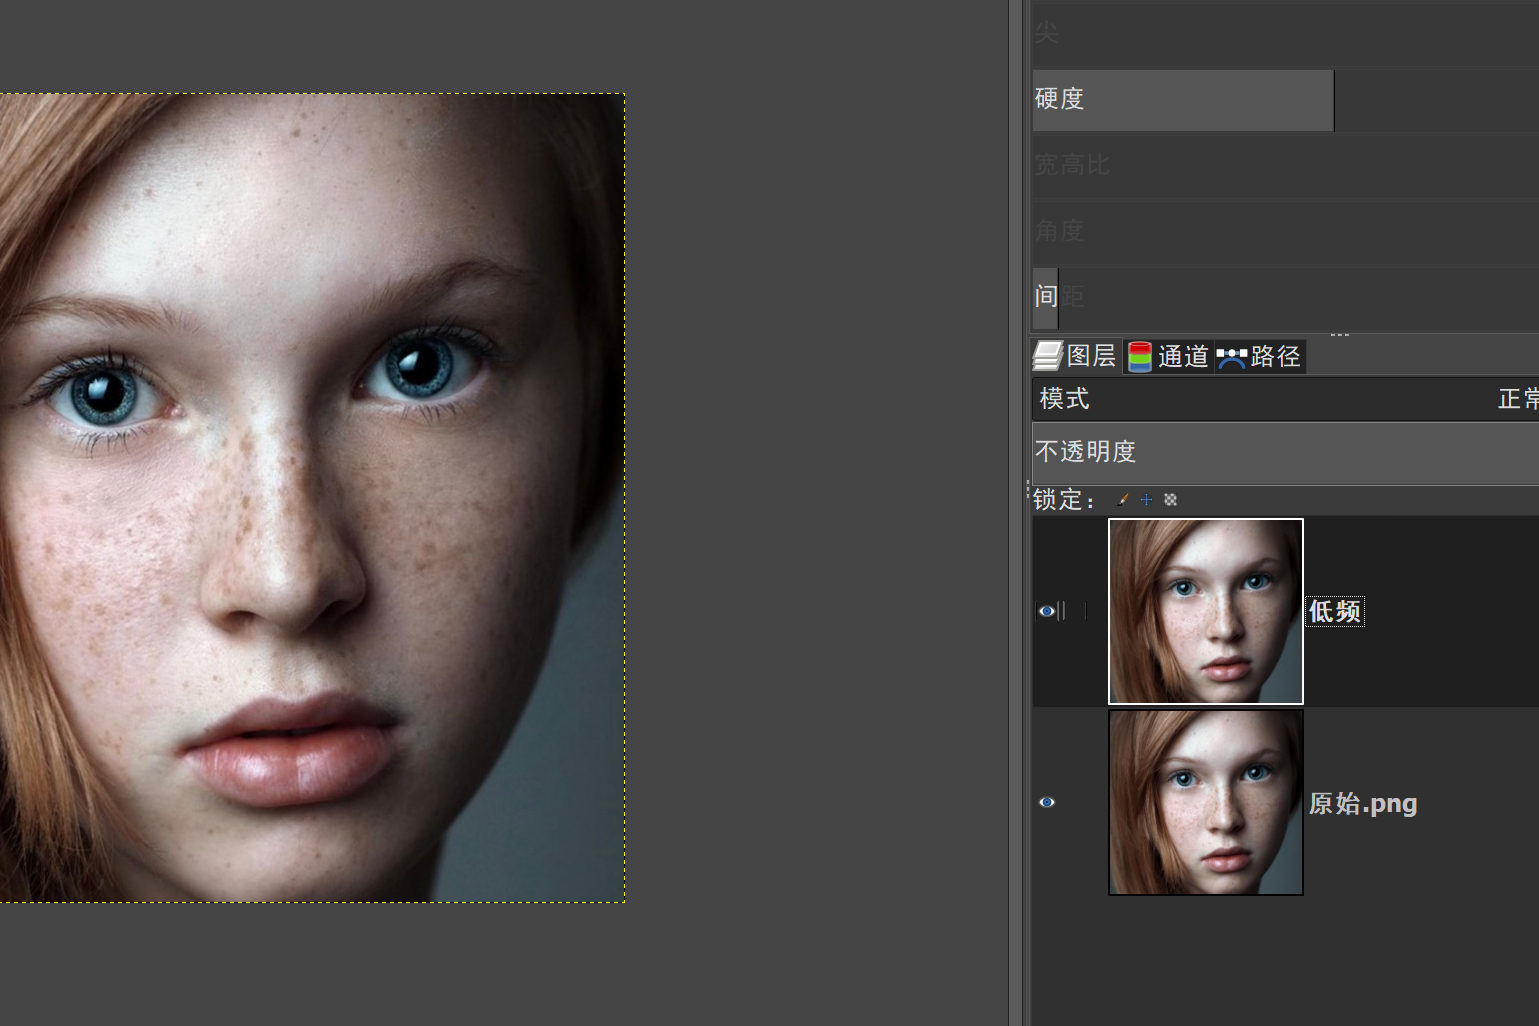 尖
硬度
宽高比
角度
间距
图层 通道 路径
模式 正常
不透明度
锁定：
低频
原始.png